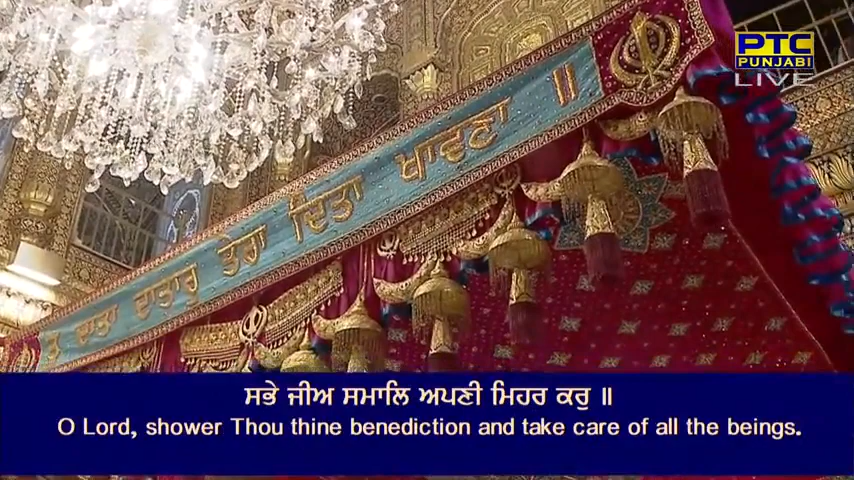 PTC
PUNJABI
LIVE
ਤੂ ਦਾਤਾ ਦਾਤਾਰੁ ਤੇਰਾ ਦਿਤਾ ਖਾਵਣਾ ॥
ਸਭੇ ਜੀਅ ਸਮਾਲਿ ਅਪਣੀ ਮਿਹਰ ਕਰੁ ॥
O Lord, shower Thou thine benediction and take care of all the beings.